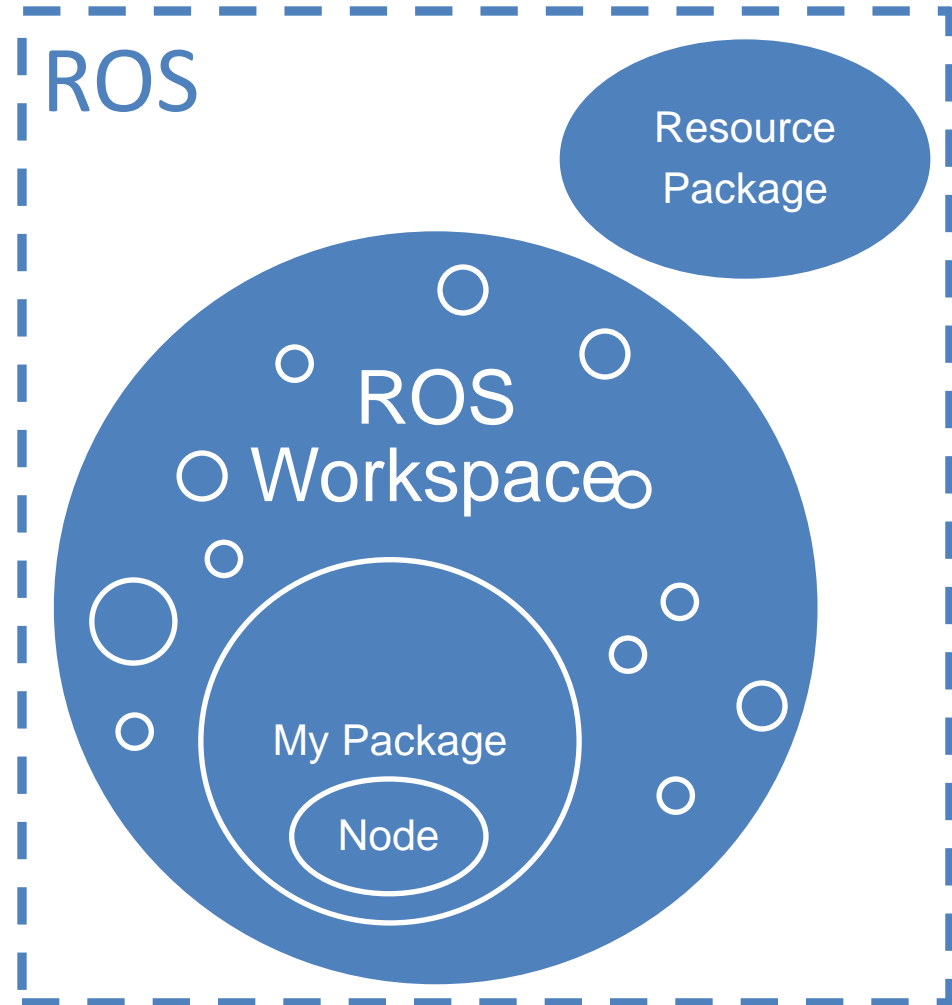 ROS
Resource
Package
ROS
Workspace
My Package
Node